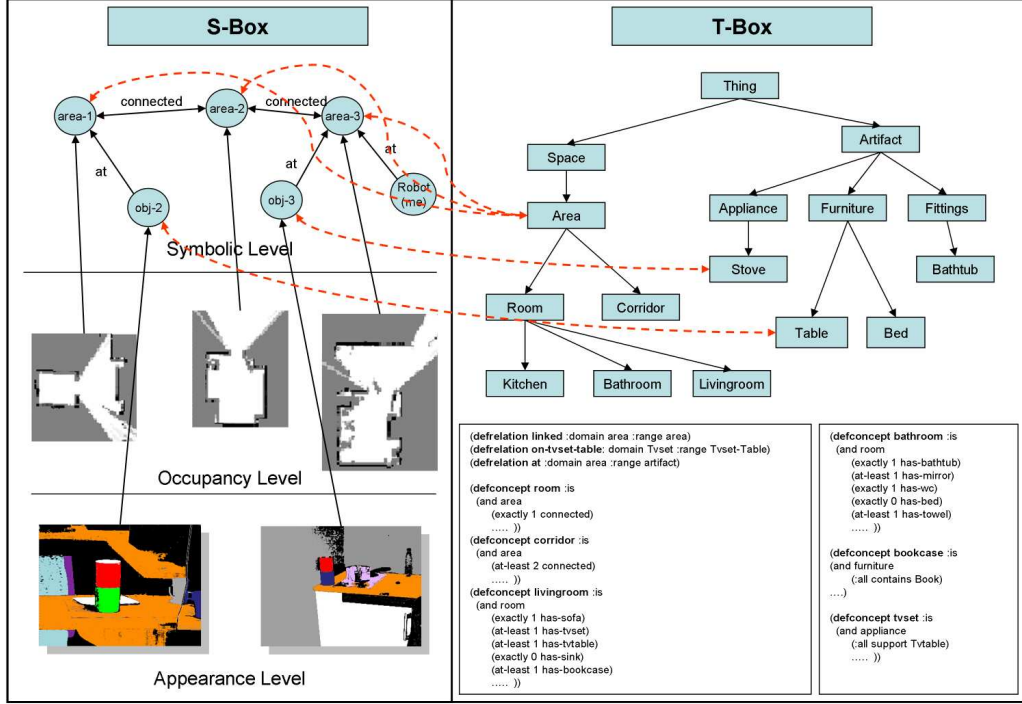 S-Box
area-1
connected
area-2
connected
area-3
at
at
at
obj-2
obj-3
Robot
(me)
Symbolic Level
Occupancy Level
Appearance Level
T-Box
Thing
Artifact
Space
Area
Appliance
Furniture
Fittings
Stove
Bathtub
Room
Corridor
Table
Bed
Kitchen
Bathroom
Livingroom
(defrelation linked :domain area :range area)
(defrelation on-tvset-table: domain Tvset :range Tvset-Table)
(defrelation at :domain area :range artifact)
(defconcept room :is
(and area
(exactly 1 connected)
..... ))
(defconcept corridor :is
(and area
(at-least 2 connected)
..... ))
(defconcept livingroom :is
(and room
(exactly 1 has-sofa)
(at-least 1 has-tvset)
(at-least 1 has-tvtable)
(exactly 0 has-sink)
(at-least 1 has-bookcase)
..... ))
(defconcept bathroom :is
(and room
(exactly 1 has-bathtub)
(at-least 1 has-mirror)
(exactly 1 has-wc)
(exactly 0 has-bed)
(at-least 1 has-towel)
..... ))
(defconcept bookcase :is
(and furniture
(:all contains Book)
....)
(defconcept tvset :is
(and appliance
(:all support Tvtable)
..... ))